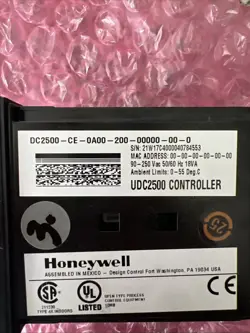 DC2500-CE-0A00-200-00000-00-0
S/N: 21W17C4000040764553
MAC ADDRESS: 00-00-00-00-00-00
90-250 Vac 50/60 Hz 18VA
Ambient Limits: 0-55 Deg.C
UDC2500 CONTROLLER
Honeywell
ASSEMBLED IN MEXICO - Design Control Fort Washington, PA 19034 USA
SA
UL
LISTED
OPEN TYPE PROCESS
CONTROL EQUIPMENT